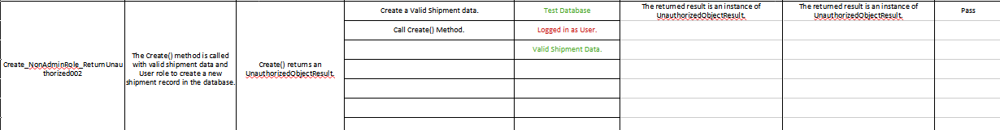 Create_NonAdminRole_ReturnUnau
thorized002
The Create() method is called
with valid shipment data and
User role to create a new
shipment record in the database.
Create() returns an
UnauthorizedObjectResult.
Create a Valid Shipment data.
Call Create() Method.
Test Database
Logged in as User.
Valid Shipment Data.
The returned result is an instance of
UnauthorizedObjectResult.
The returned result is an instance of
UnauthorizedObjectResult.
Pass